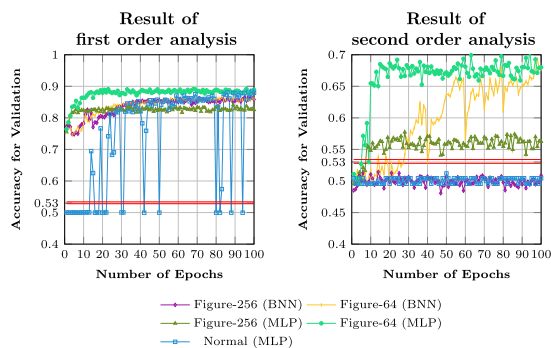 Result of
first order analysis
Accuracy for Validation
1
0.9
0.8
0.7
0.6
0.53
0.5
0.4
0 10 20 30 40 50 60 70 80 90 100
Number of Epochs
Result of
second order analysis
Accuracy for Validation
0.7
0.65
0.6
0.55
0.53
0.5
0.45
0.4
0 10 20 30 40 50 60 70 80 90 100
Number of Epochs
Figure-256 (BNN) Figure-64 (BNN)
Figure-256 (MLP) Figure-64 (MLP)
Normal (MLP)